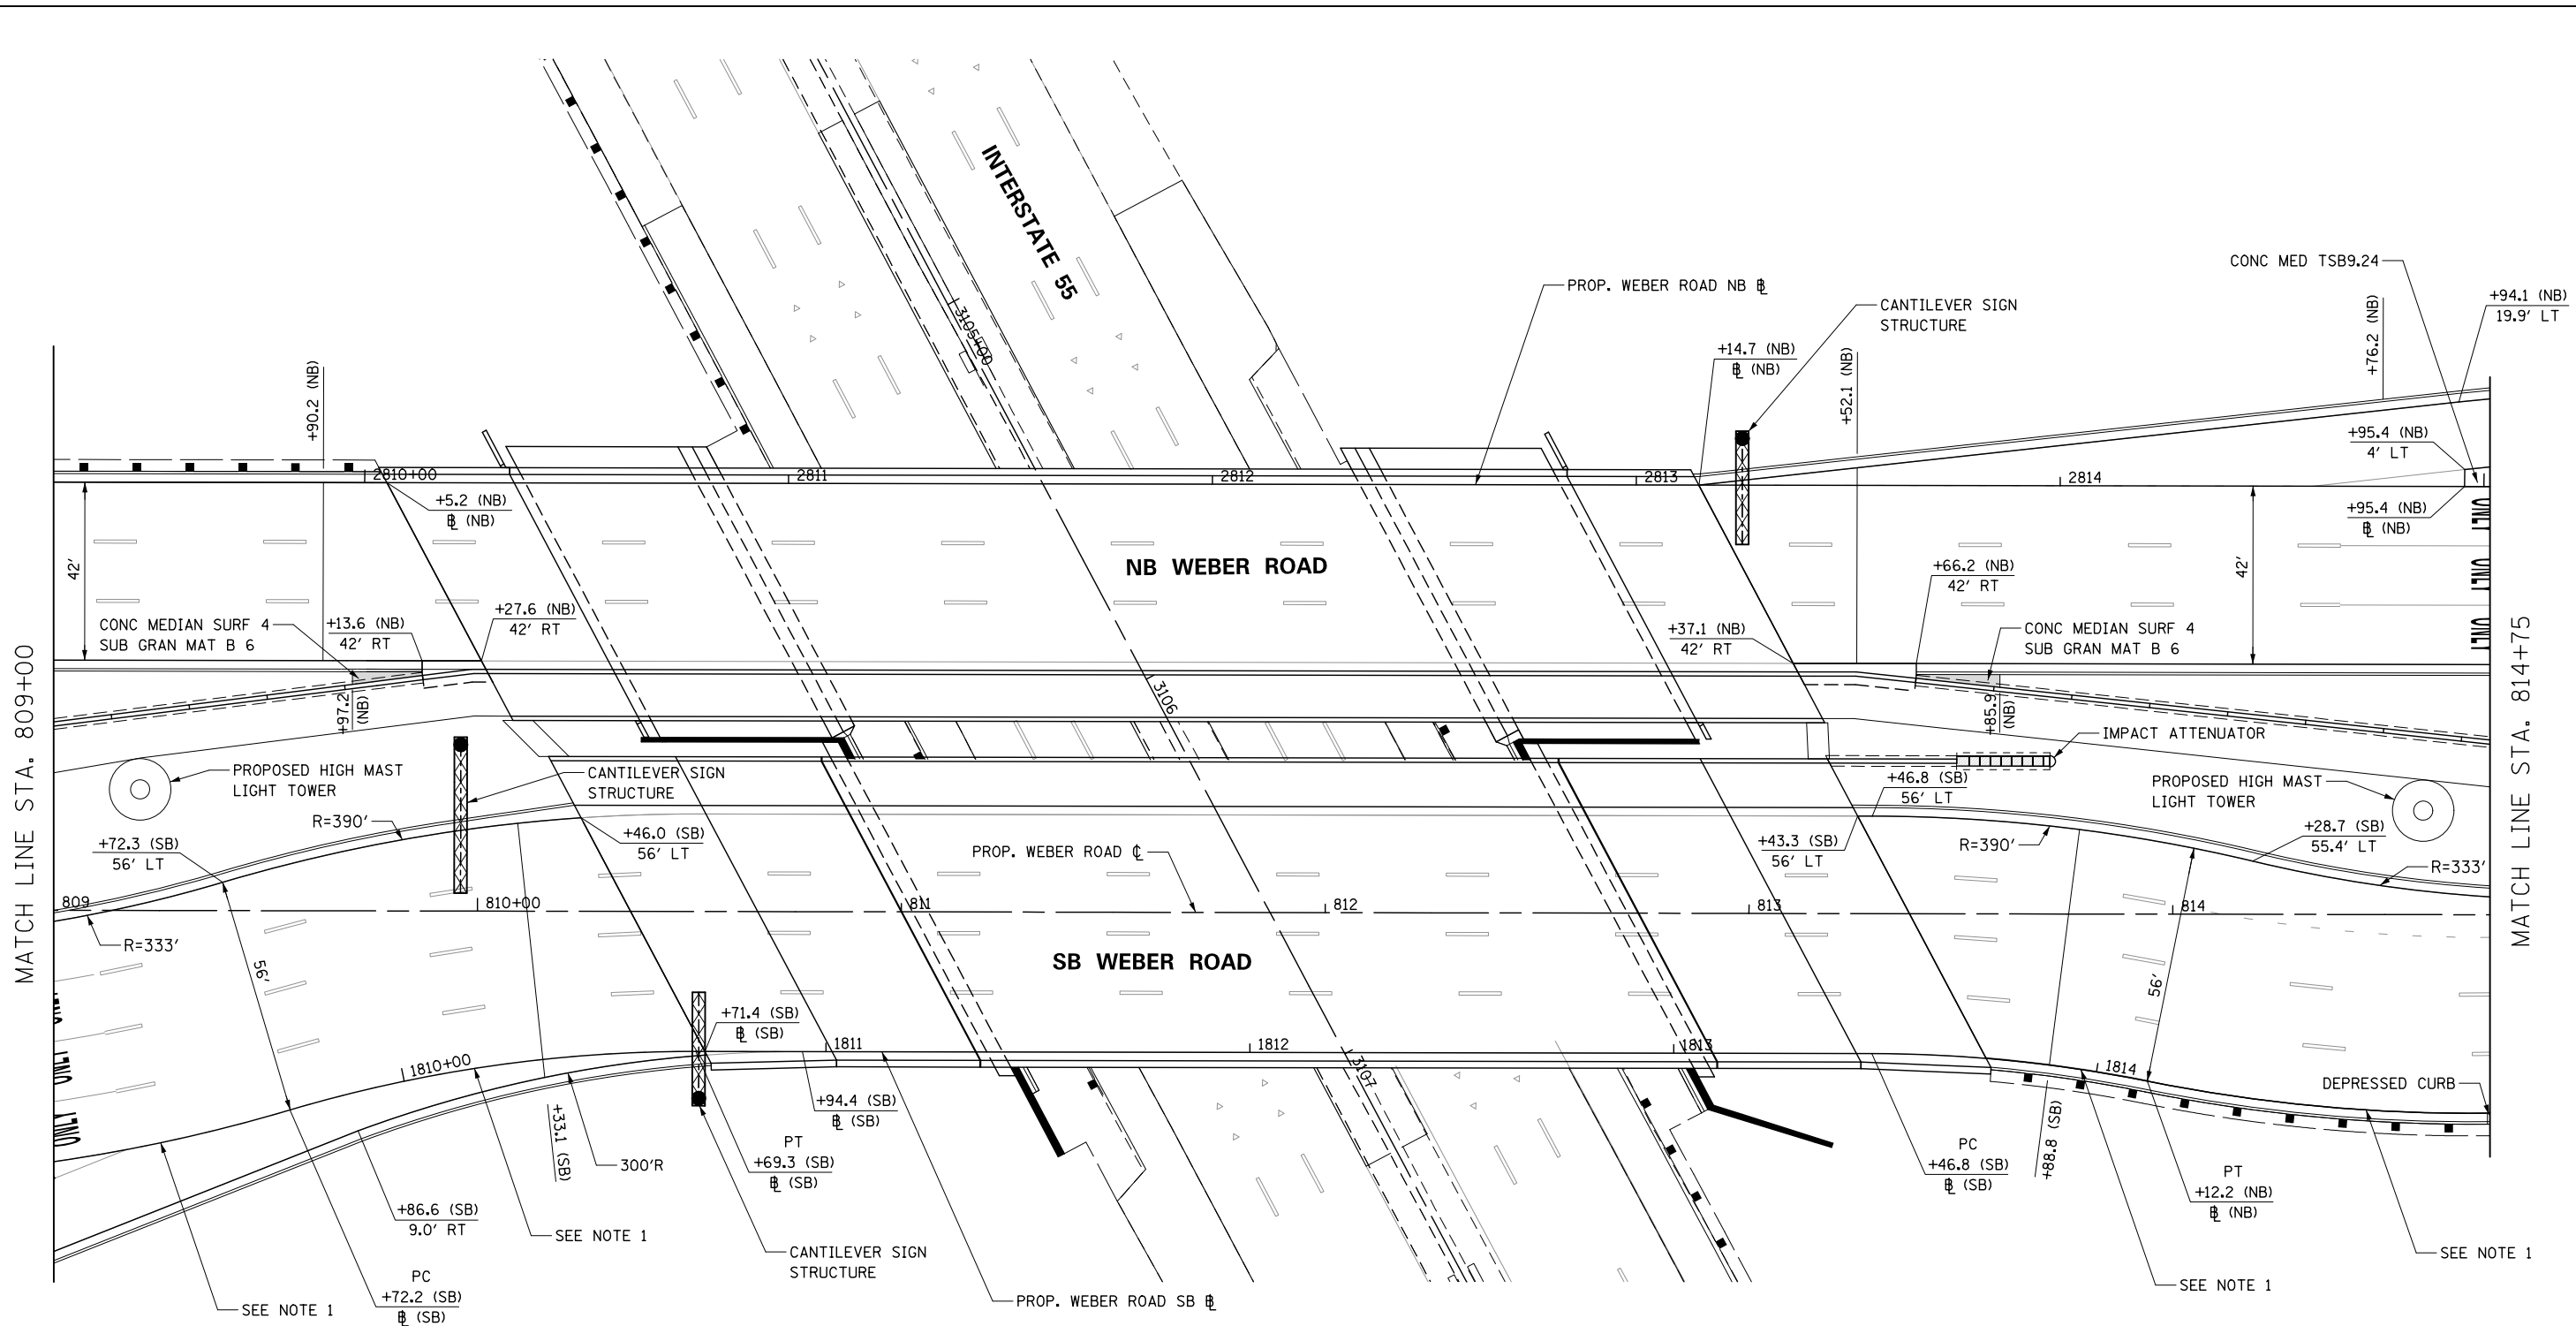 INTERSTATE 55
3105+00
PROP. WEBER ROAD NB ⅊
CANTILEVER SIGN
STRUCTURE
CONC MED TSB9.24
+94.1 (NB)
19.9' LT
+76.2 (NB)
+14.7 (NB)
(NB)
+52.1 (NB)
+90.2 (NB)
+95.4 (NB)
4' LT
2810+00
2811
2812
2813
2814
+5.2 (NB)
(NB)
+95.4 (NB)
(NB)
NB WEBER ROAD
42'
42'
+66.2 (NB)
42' RT
+27.6 (NB)
42' RT
+13.6 (NB)
42' RT
CONC MEDIAN SURF 4
SUB GRAN MAT B 6
+37.1 (NB)
42' RT
CONC MEDIAN SURF 4
SUB GRAN MAT B 6
MATCH LINE STA. 809+00
MATCH LINE STA. 814+75
+97.2
(NB)
3106
+85.9
(NB)
IMPACT ATTENUATOR
PROPOSED HIGH MAST
LIGHT TOWER
CANTILEVER SIGN
STRUCTURE
+46.8 (SB)
56' LT
PROPOSED HIGH MAST
LIGHT TOWER
R=390'
+72.3 (SB)
56' LT
+46.0 (SB)
56' LT
PROP. WEBER ROAD ℄
+43.3 (SB)
56' LT
R=390'
+28.7 (SB)
55.4' LT
R=333'
809
810+00
811
812
813
814
R=333'
56'
SB WEBER ROAD
56'
ONLY
+71.4 (SB)
(SB)
1810+00
1811
1812
1813
1814
3107
DEPRESSED CURB
+33.1 (SB)
+94.4 (SB)
(SB)
+88.8 (SB)
PT
+69.3 (SB)
(SB)
300'R
PC
+46.8 (SB)
(SB)
PT
+12.2 (NB)
(NB)
+86.6 (SB)
9.0' RT
SEE NOTE 1
CANTILEVER SIGN
STRUCTURE
SEE NOTE 1
SEE NOTE 1
PC
+72.2 (SB)
(SB)
SEE NOTE 1
PROP. WEBER ROAD SB